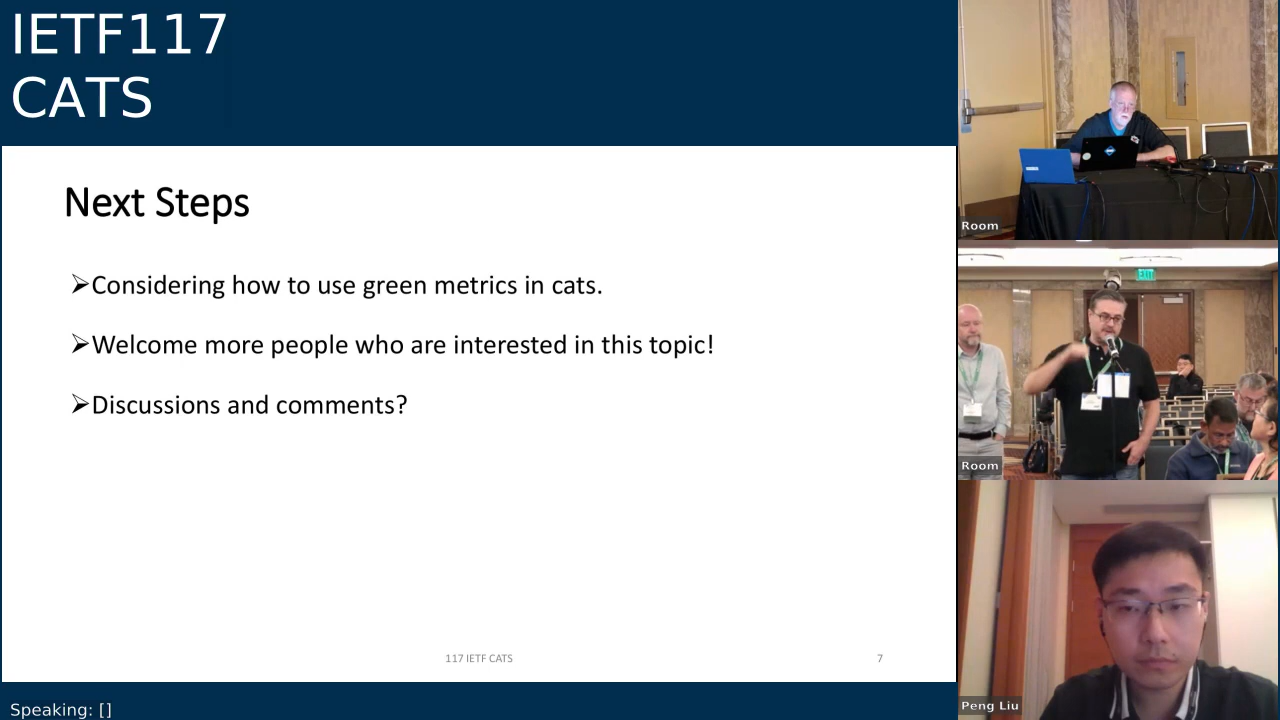 IETF117
CATS
Next Steps
➢Considering how to use green metrics in cats.
➢Welcome more people who are interested in this topic!
➢Discussions and comments?
117 IETF CATS
7
Speaking: []
Room
EXIT
Room
Peng Liu